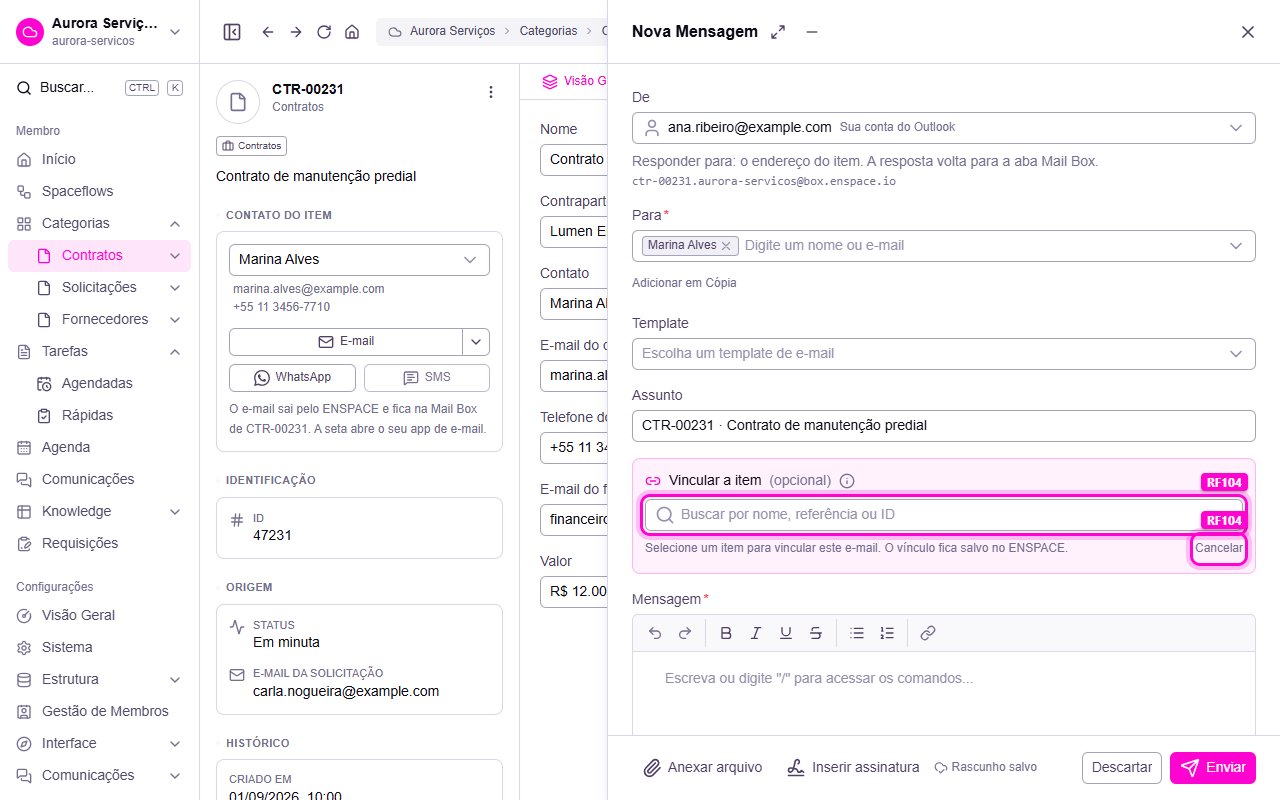 Aurora Serviç...
aurora-servicos
Buscar...
CTRL
K
Membro
Início
Spaceflows
Categorias
Contratos
Solicitações
Fornecedores
Tarefas
Agendadas
Rápidas
Agenda
Comunicações
Knowledge
Requisições
Configurações
Visão Geral
Sistema
Estrutura
Gestão de Membros
Interface
Comunicações
Aurora Serviços
Categorias
CTR-00231
Contratos
Contratos
Contrato de manutenção predial
CONTATO DO ITEM
Marina Alves
marina.alves@example.com
+55 11 3456-7710
E-mail
WhatsApp
SMS
O e-mail sai pelo ENSPACE e fica na Mail Box
de CTR-00231. A seta abre o seu app de e-mail.
IDENTIFICAÇÃO
ID
47231
ORIGEM
STATUS
Em minuta
E-MAIL DA SOLICITAÇÃO
carla.nogueira@example.com
HISTÓRICO
CRIADO EM
01/09/2026, 10:00
Visão G
Nome
Contrato
Contrapart
Lumen E
Contato
Marina Al
E-mail do c
marina.al
Telefone do
+55 11 34
E-mail do f
financeiro
Valor
R$ 12.00
Nova Mensagem
De
ana.ribeiro@example.com Sua conta do Outlook
Responder para: o endereço do item. A resposta volta para a aba Mail Box.
ctr-00231.aurora-servicos@box.enspace.io
Para*
Marina Alves
Digite um nome ou e-mail
Adicionar em Cópia
Template
Escolha um template de e-mail
Assunto
CTR-00231 · Contrato de manutenção predial
Vincular a item (opcional)
RF104
Buscar por nome, referência ou ID
RF104
Selecione um item para vincular este e-mail. O vínculo fica salvo no ENSPACE.
Cancelar
Mensagem*
Escreva ou digite "/" para acessar os comandos...
Anexar arquivo
Inserir assinatura
Rascunho salvo
Descartar
Enviar